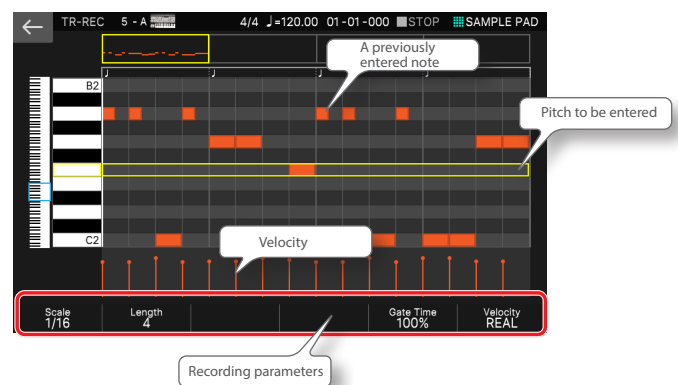 TR-REC 5 - A 4/4 ♩=120.00 01-01-000 STOP SAMPLE PAD
A previously
entered note
B2
Pitch to be entered
C2
Velocity
Scale Length Gate Time Velocity
1/16 4 100% REAL
Recording parameters